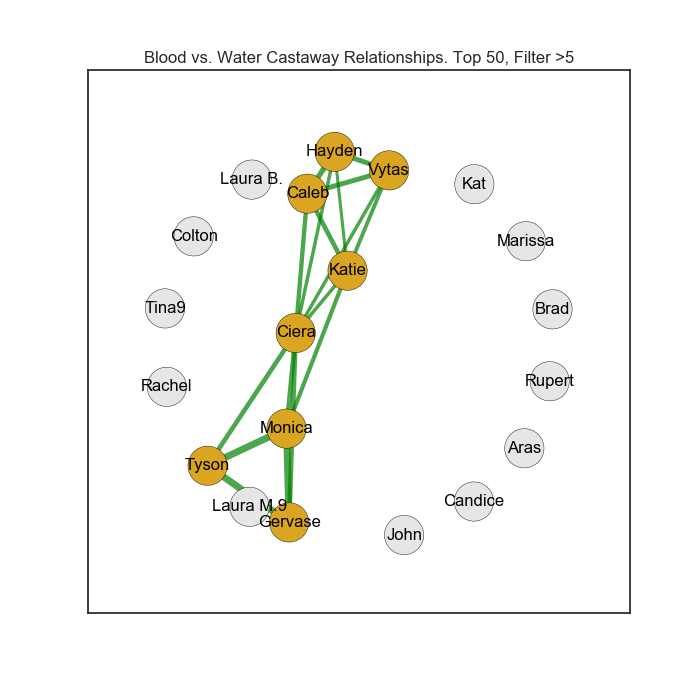 Blood vs. Water Castaway Relationships. Top 50, Filter >5
Hayden
Vytas
Laura B.
Caleb
Kat
Colton
Marissa
Katie
Tina9
Brad
Ciera
Rachel
Rupert
Monica
Aras
Tyson
Candice
Laura M.9
Gervase
John